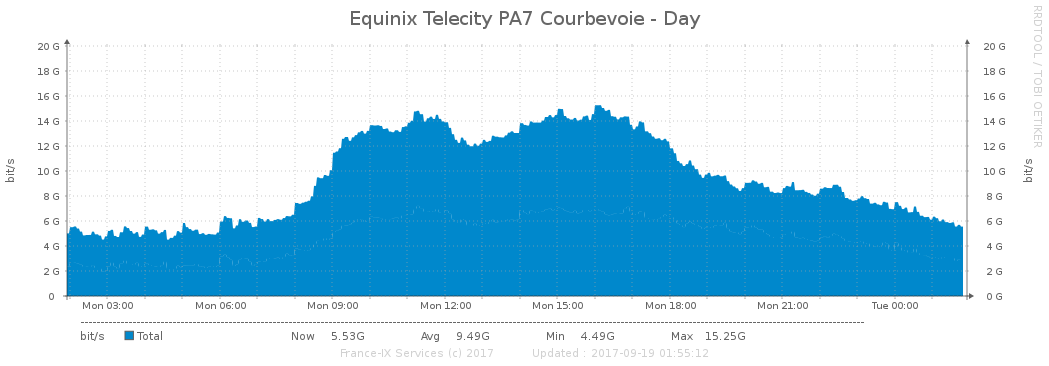 Equinix Telecity PA7 Courbevoie - Day
RRDTOOL / TOBI OETIKER
20 G 20 G
18 G 18 G
16 G 16 G
14 G 14 G
12 G 12 G
10 G 10 G
8 G 8 G
6 G 6 G
4 G 4 G
2 G 2 G
0 0 G
bit/s
bit/s
Mon 03:00 Mon 06:00 Mon 09:00 Mon 12:00 Mon 15:00 Mon 18:00 Mon 21:00 Tue 00:00
bit/s Total Now 5.53G Avg 9.49G Min 4.49G Max 15.25G
France-IX Services (c) 2017 Updated : 2017-09-19 01:55:12